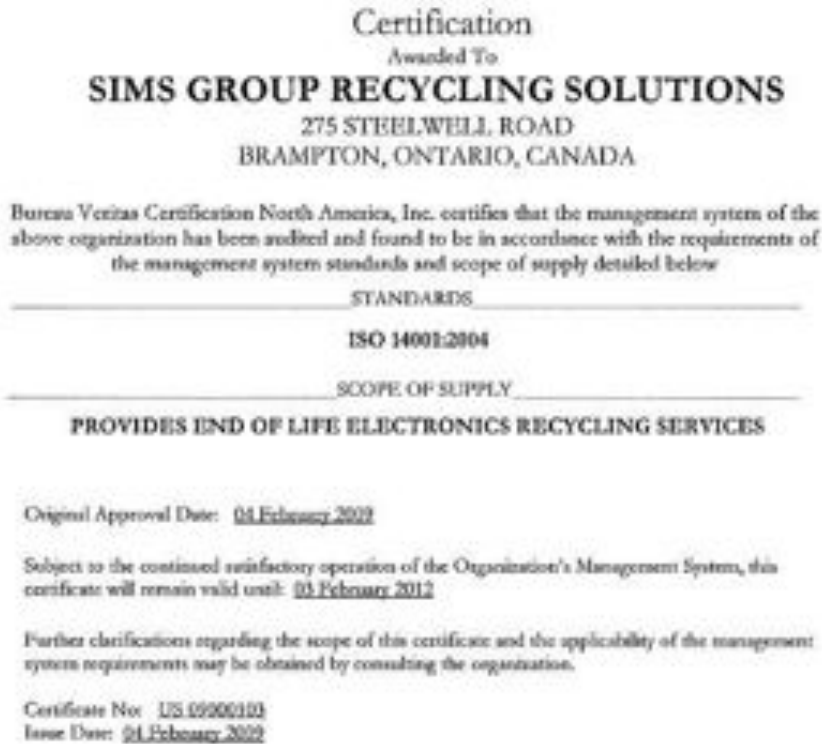 Certification
Awarded To
SIMS GROUP RECYCLING SOLUTIONS
275 STEELWELL ROAD
BRAMPTON, ONTARIO, CANADA
Bureau Veritas Certification North America, Inc. certifies that the management system of the
above organization has been audited and found to be in accordance with the requirements of
the management system standards and scope of supply detailed below
STANDARDS
ISO 14001:2004
SCOPE OF SUPPLY
PROVIDES END OF LIFE ELECTRONICS RECYCLING SERVICES
Original Approval Date: 04 February 2009
Subject to the continued satisfactory operation of the Organization's Management System, this
certificate will remain valid until: 03 February 2012
Further clarifications regarding the scope of this certificate and the applicability of the management
system requirements may be obtained by consulting the organization.
Certificate No: US 09000103
Issue Date: 04 February 2009